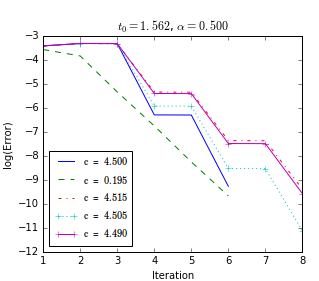 t₀ = 1.562, α = 0.500
log(Error)
−3
−4
−5
−6
−7
−8
−9
−10
−11
−12
c = 4.500
c = 0.195
c = 4.515
c = 4.505
c = 4.490
1 2 3 4 5 6 7 8
Iteration